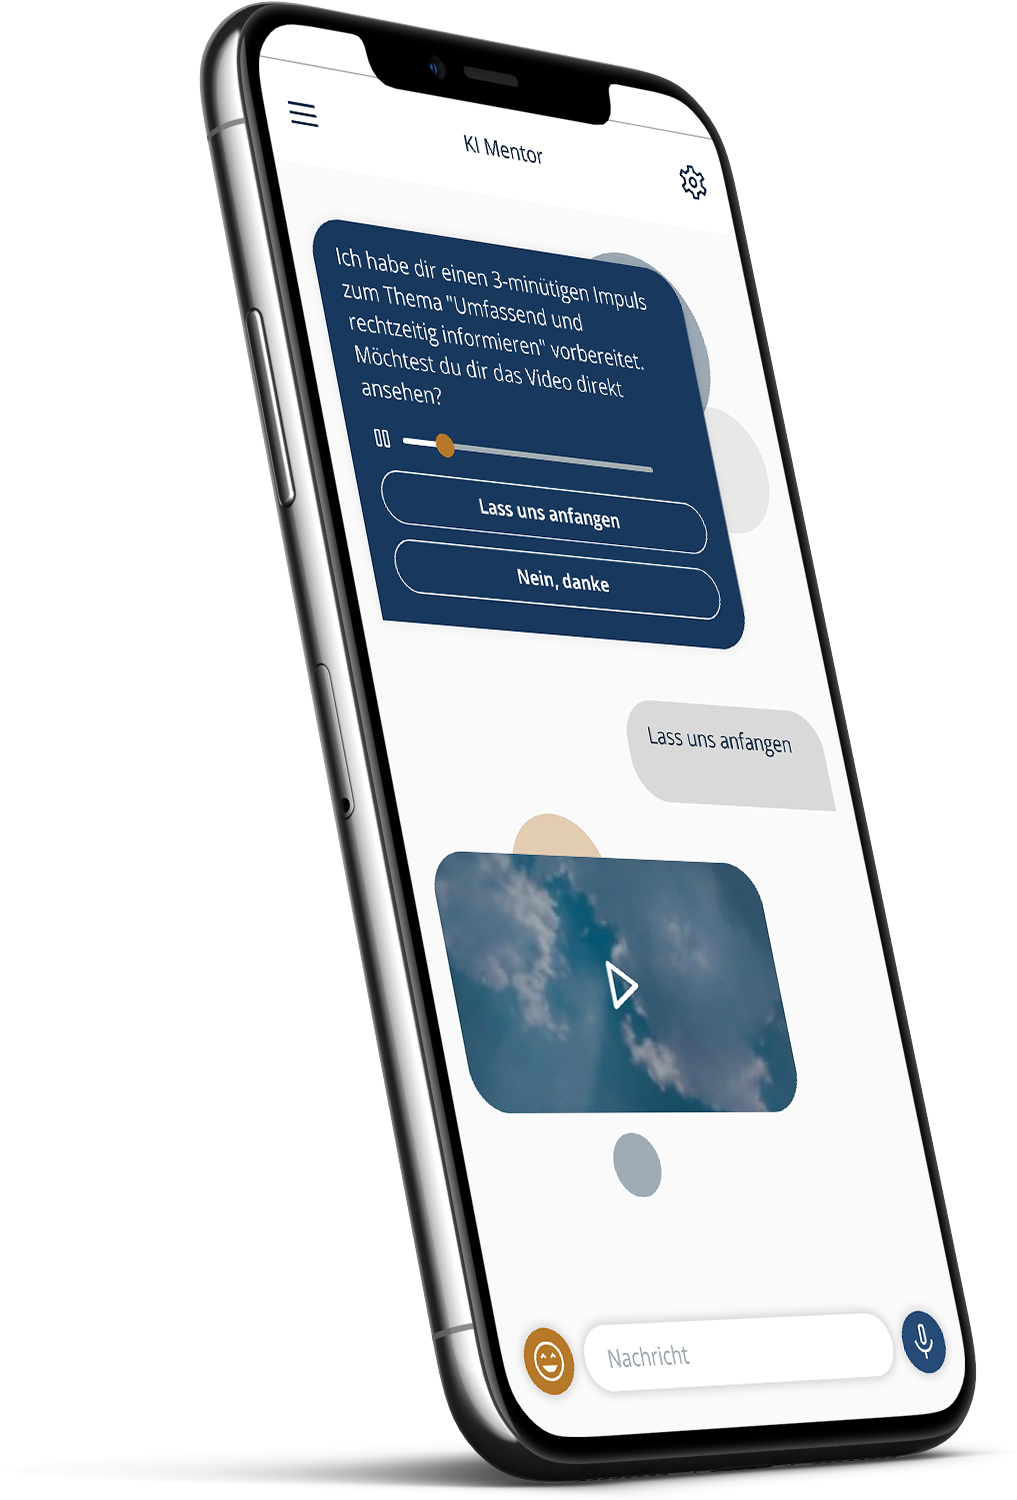 KI Mentor
Ich habe dir einen 3-minütigen Impuls
zum Thema "Umfassend und
rechtzeitig informieren" vorbereitet.
Möchtest du dir das Video direkt
ansehen?
Lass uns anfangen
Nein, danke
Lass uns anfangen
Nachricht